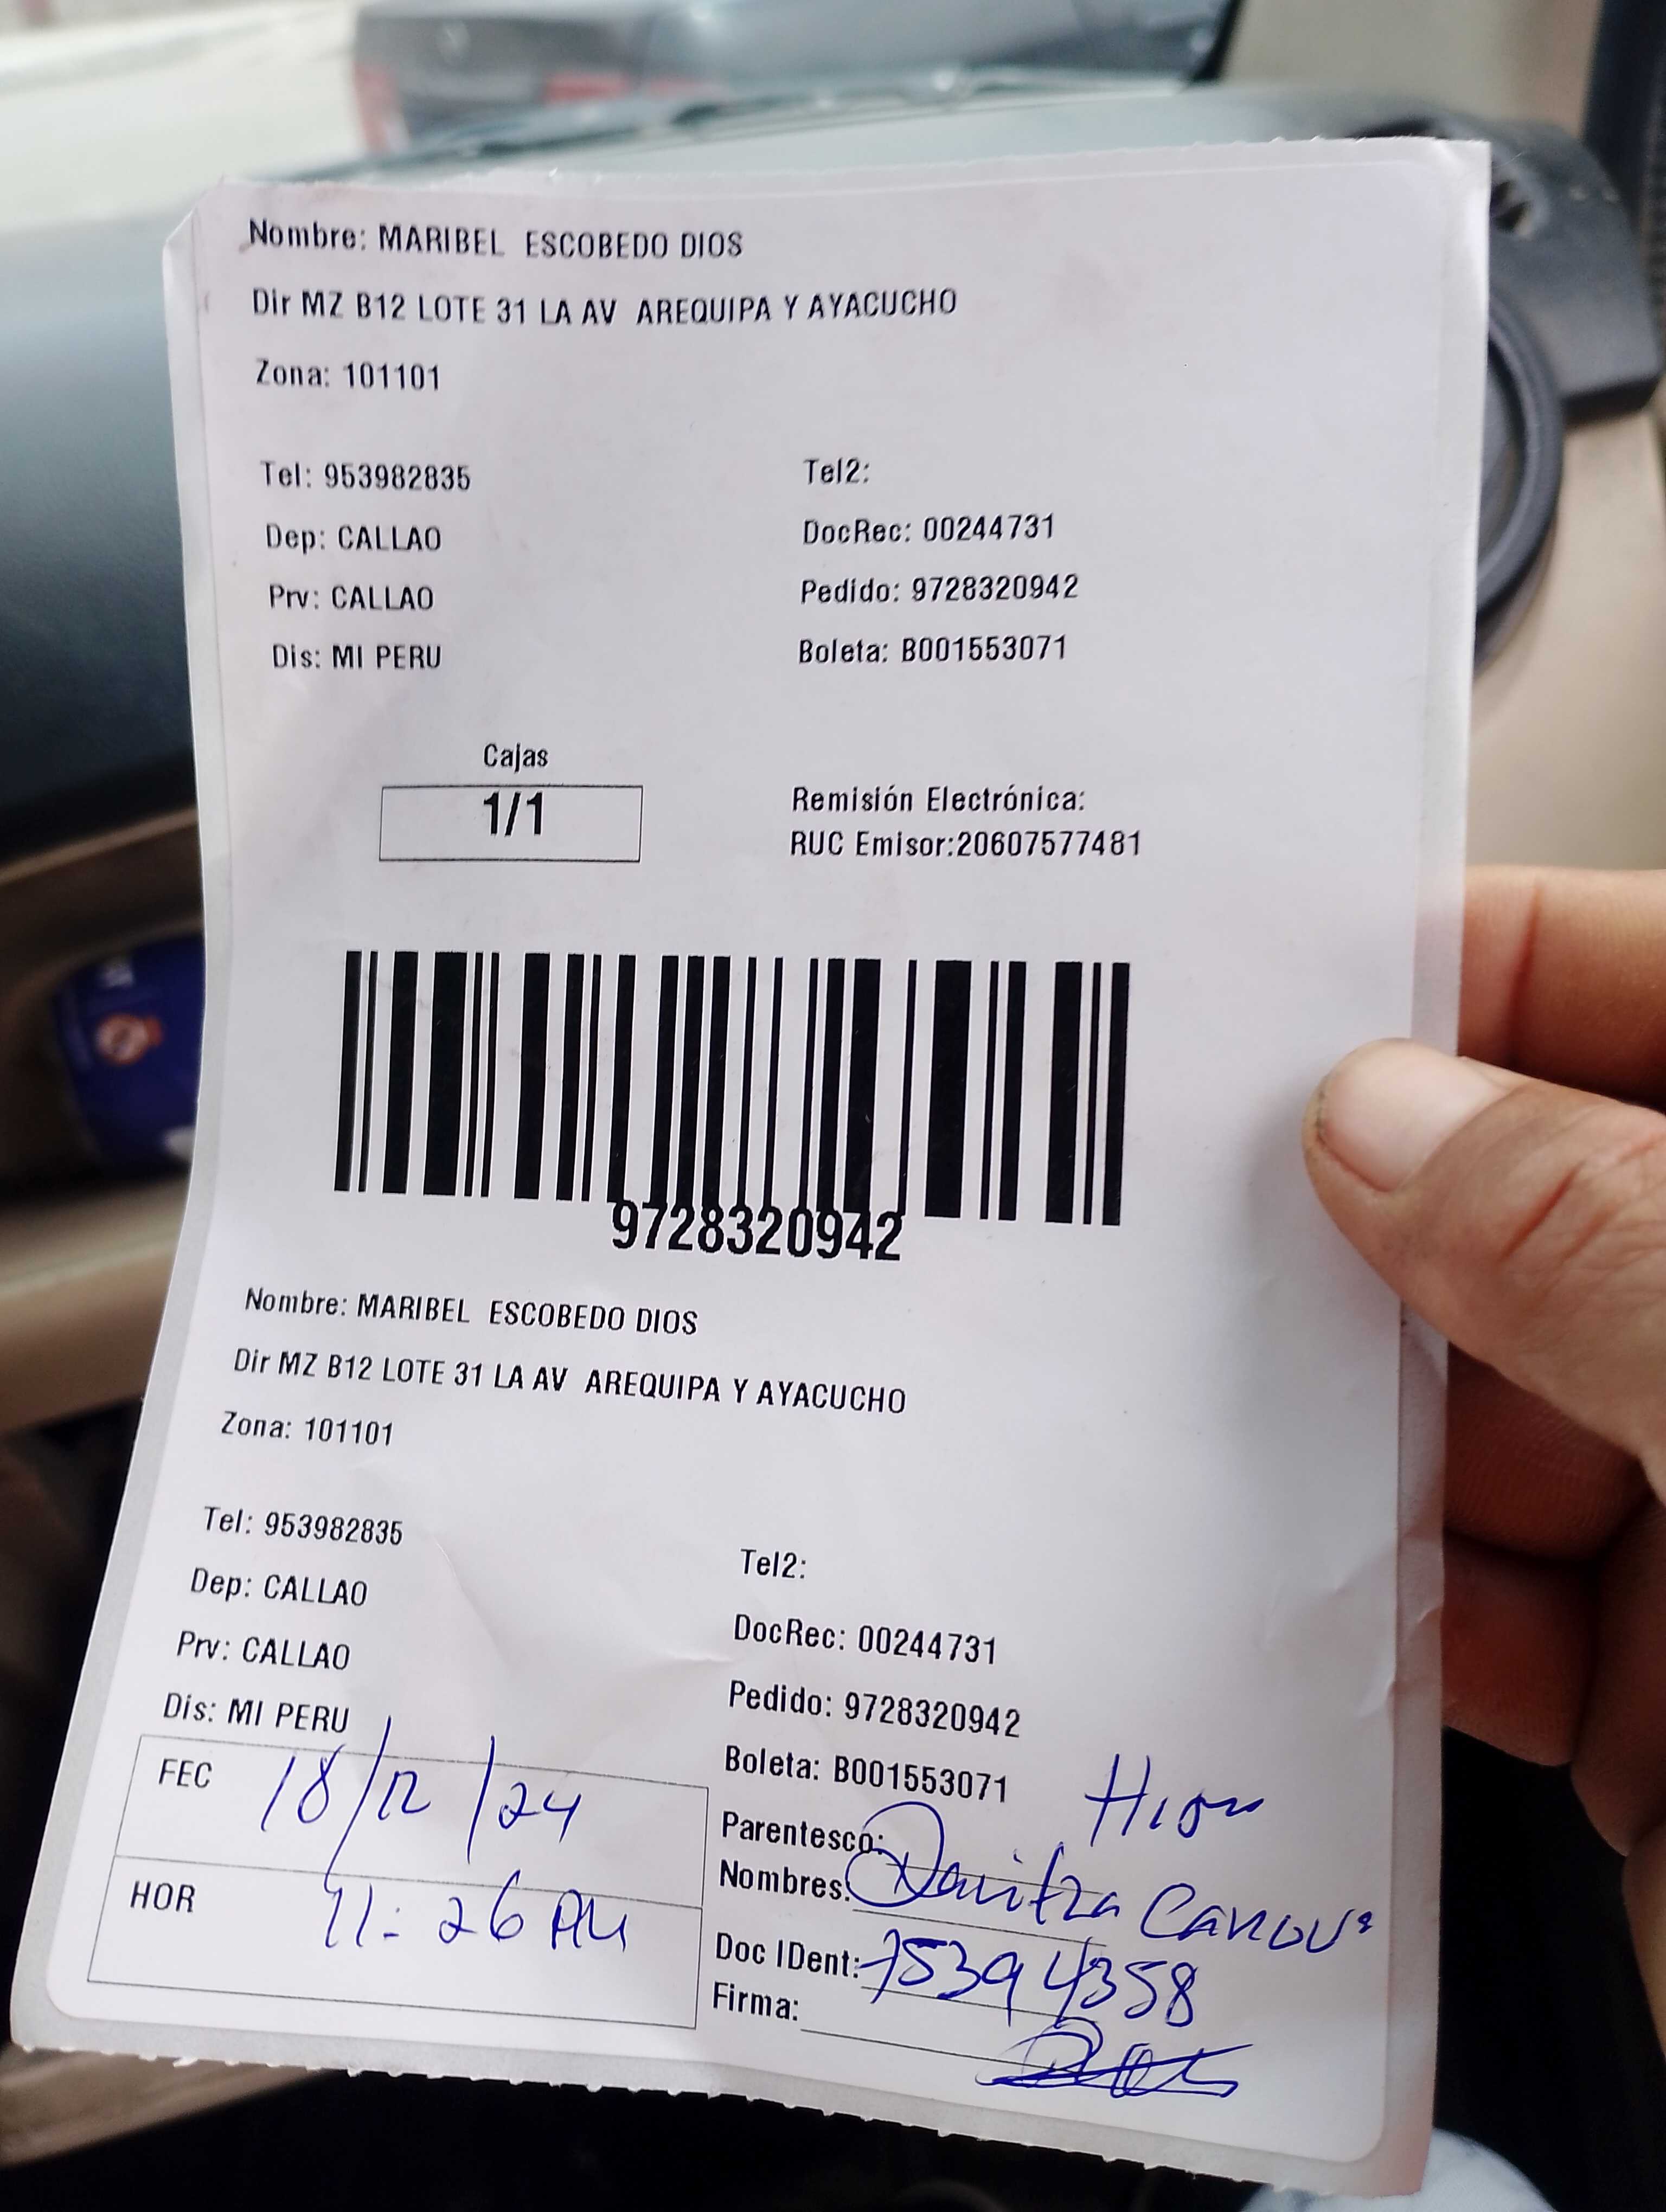 Nombre: MARIBEL ESCOBEDO DIOS
Dir MZ B12 LOTE 31 LA AV AREQUIPA Y AYACUCHO
Zona: 101101
Tel: 953982835
Tel2:
Dep: CALLAO
DocRec: 00244731
Prv: CALLAO
Pedido: 9728320942
Dis: MI PERU
Boleta: B001553071
Cajas
1/1
Remisión Electrónica:
RUC Emisor:20607577481
9728320942
Nombre: MARIBEL ESCOBEDO DIOS
Dir MZ B12 LOTE 31 LA AV AREQUIPA Y AYACUCHO
Zona: 101101
Tel: 953982835
Tel2:
Dep: CALLAO
DocRec: 00244731
Prv: CALLAO
Pedido: 9728320942
Dis: MI PERU
Boleta: B001553071
FEC 18/12/24
HOR 11:26 AM
Parentesco:
Nombres:
Doc IDent: 75394358
Firma: